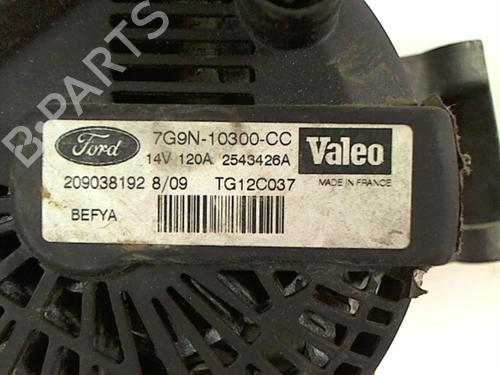 B-PARTS
Ford
7G9N-10300-CC
14V 120A 2543426A
Valeo
209038192 8/09 TG12C037
MADE IN FRANCE
BEFYA